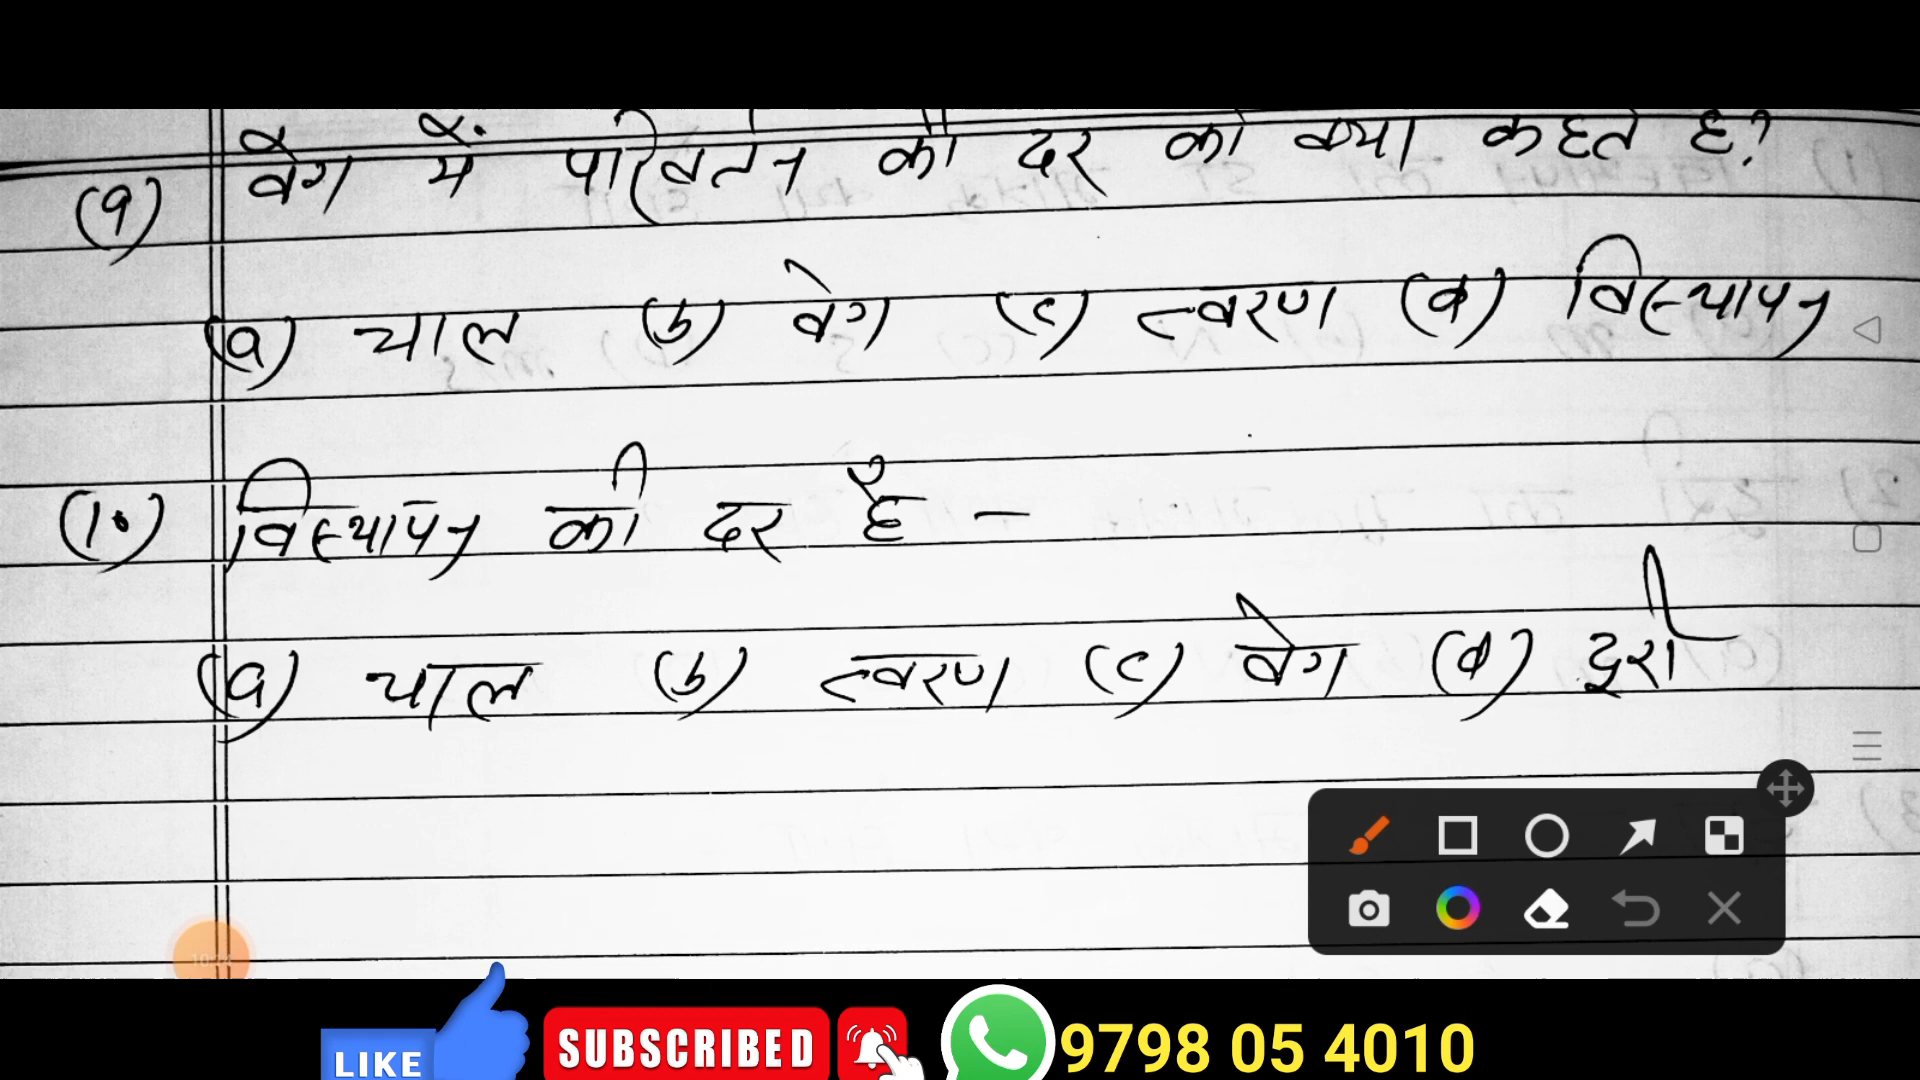 (9) वेग में परिवर्तन की दर को क्या कहते है?
(a) चाल (b) वेग (c) त्वरण (d) विस्थापन
(10) विस्थापन की दर है -
(a) चाल (b) त्वरण (c) वेग (d) दूरी
LIKE SUBSCRIBED 9798 05 4010